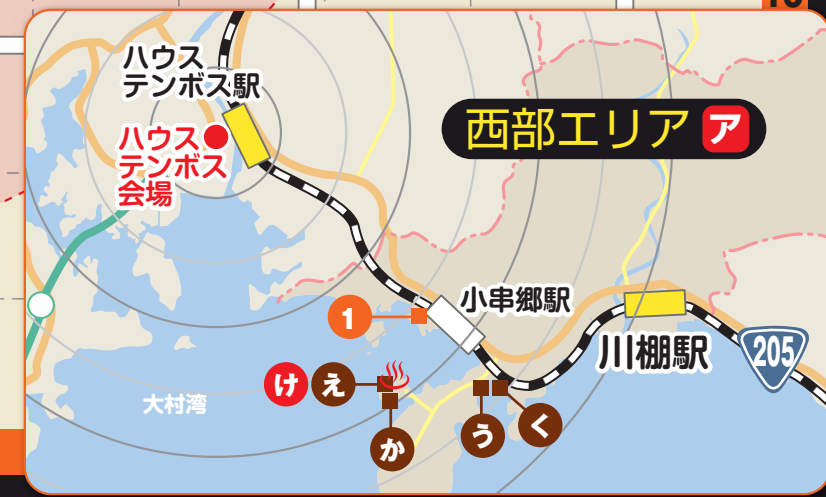 ハウス
テンボス駅
西部エリア ア
ハウス
テンボス
会場
小串郷駅
1
川棚駅
205
け
え
大村湾
か
う
く